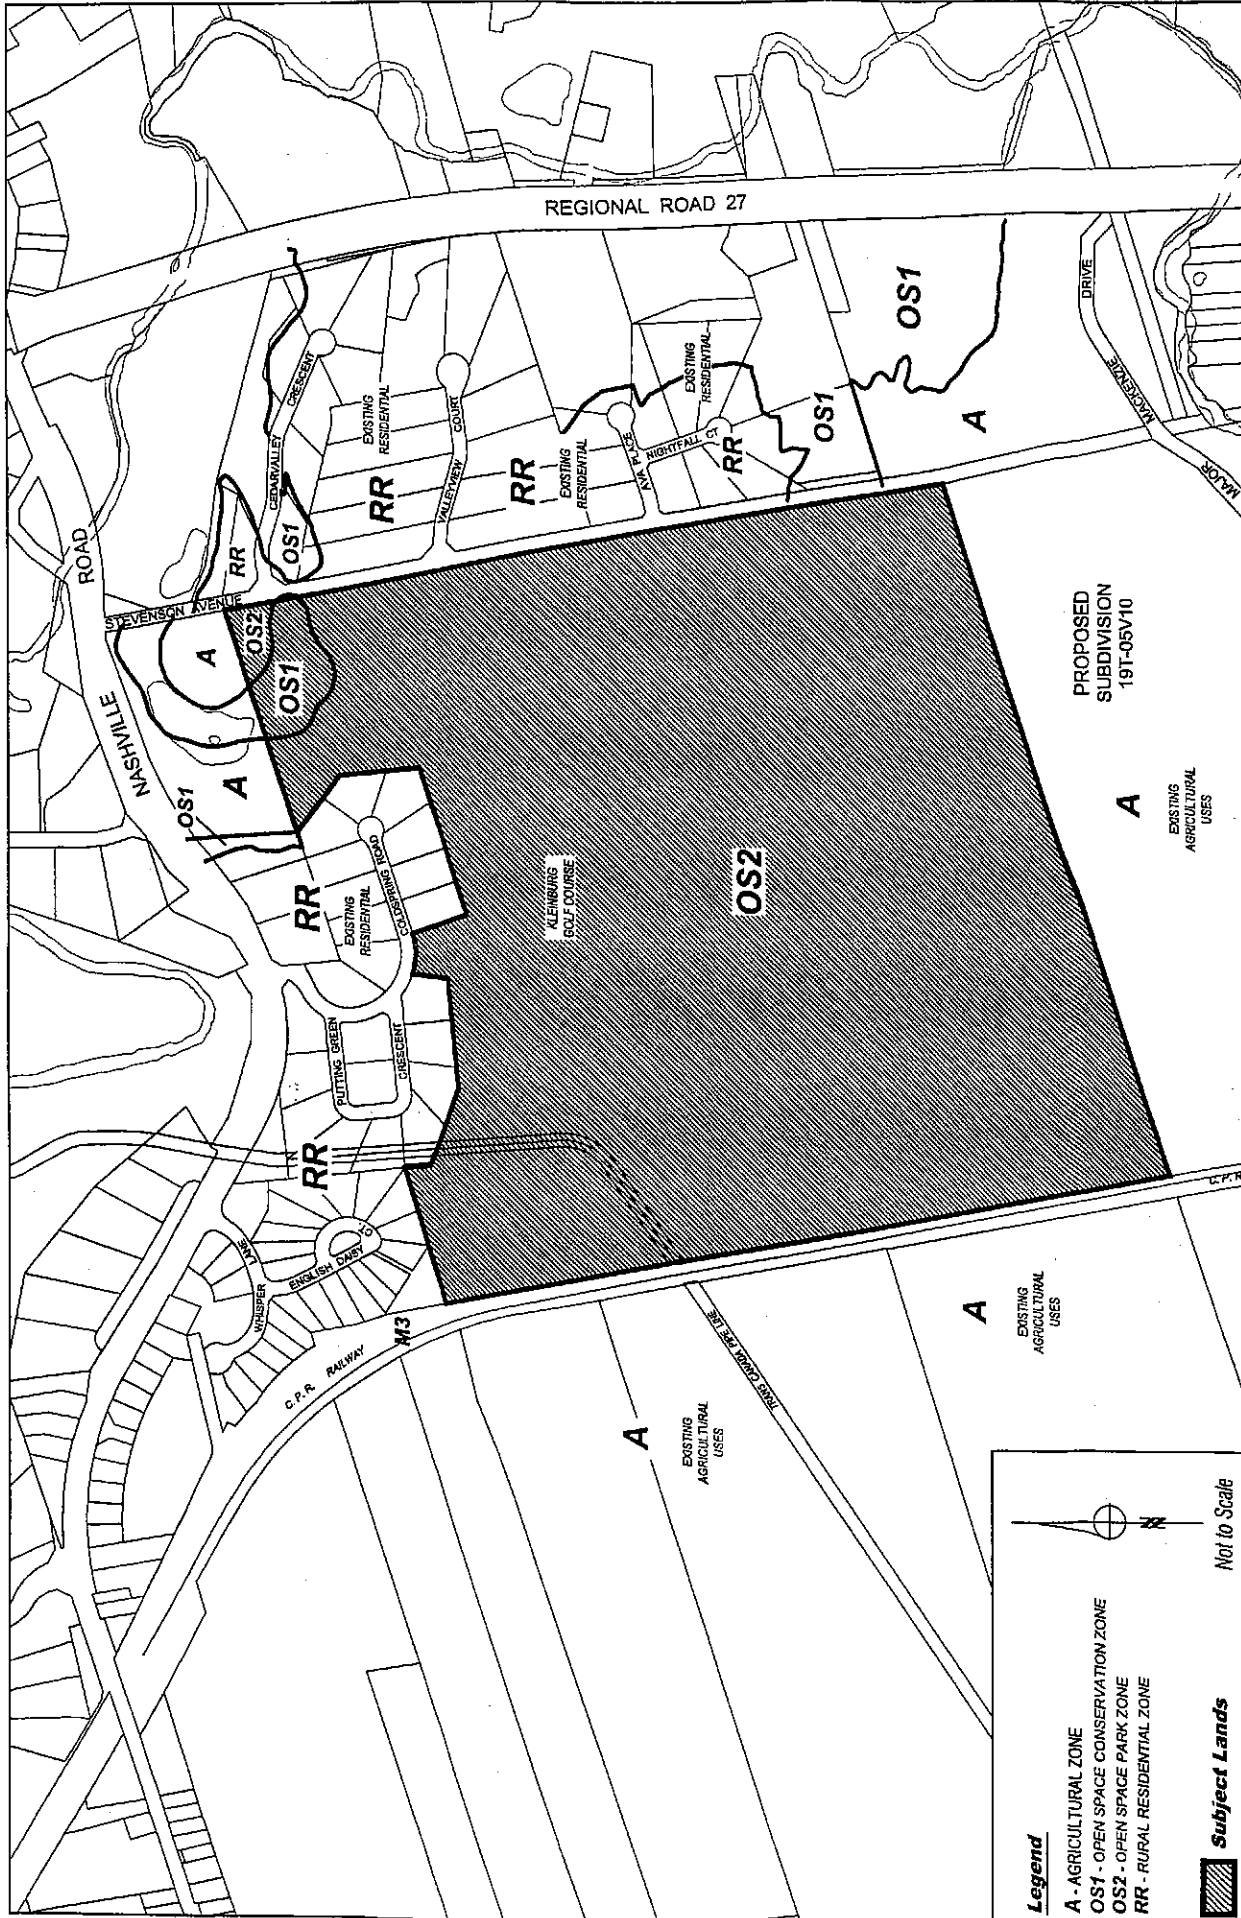 REGIONAL ROAD 27
NASHVILLE
ROAD
STEVENSON AVENUE
CEDARVALLEY
CRESCENT
EXISTING
RESIDENTIAL
VALLEYVIEW
COURT
RR
RR
OS1
RR
EXISTING
RESIDENTIAL
AVA PLACE
NIGHTFALL CT
EXISTING
RESIDENTIAL
RR
OS1
OS1
A
DRIVE
MACKENZIE
MAJOR
A
OS2
OS1
OS1
A
RR
EXISTING
RESIDENTIAL
COLDSPRING ROAD
PUTTING GREEN
CRESCENT
RR
WHISPER
LANE
ENGLISH DAISY CT.
KLEINBURG
GOLF COURSE
OS2
PROPOSED
SUBDIVISION
19T-05V10
A
EXISTING
AGRICULTURAL
USES
C.P.R. RAILWAY
M3
C.P.R.
TRANS CANADA PIPE LINE
A
EXISTING
AGRICULTURAL
USES
A
EXISTING
AGRICULTURAL
USES
Legend
A - AGRICULTURAL ZONE
OS1 - OPEN SPACE CONSERVATION ZONE
OS2 - OPEN SPACE PARK ZONE
RR - RURAL RESIDENTIAL ZONE
Subject Lands
N
Not to Scale